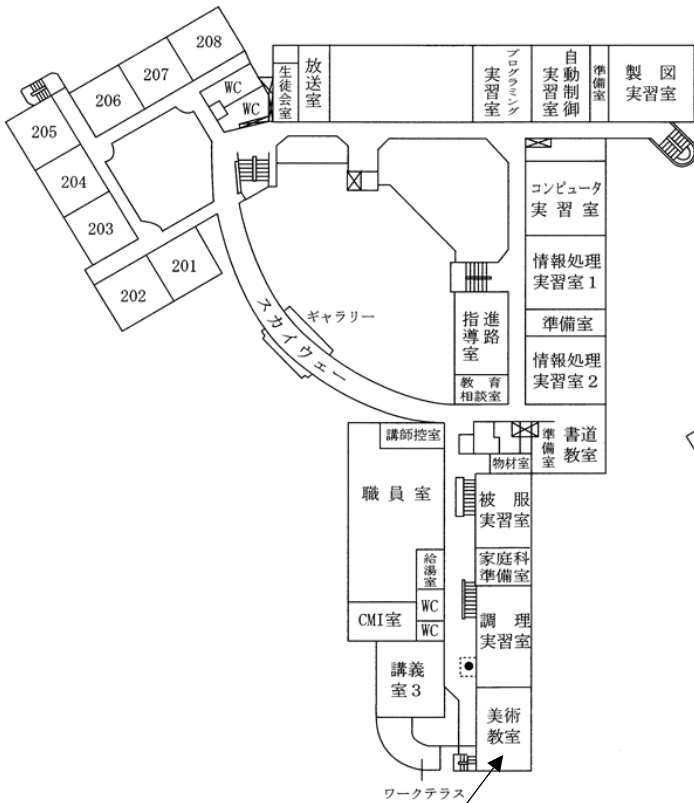 208
207
206
205
204
203
202
201
WC
WC
生徒会室
放送室
プログラミング
実習室
自動制御
実習室
準備室
製図
実習室
コンピュータ
実習室
情報処理
実習室1
準備室
情報処理
実習室2
ギャラリー
スカイウェー
進路
指導室
教育
相談室
準備室
書道
教室
講師控室
物材室
職員室
被服
実習室
給湯室
家庭科
準備室
WC
CMI室
WC
調理
実習室
講義
室3
美術
教室
ワークテラス